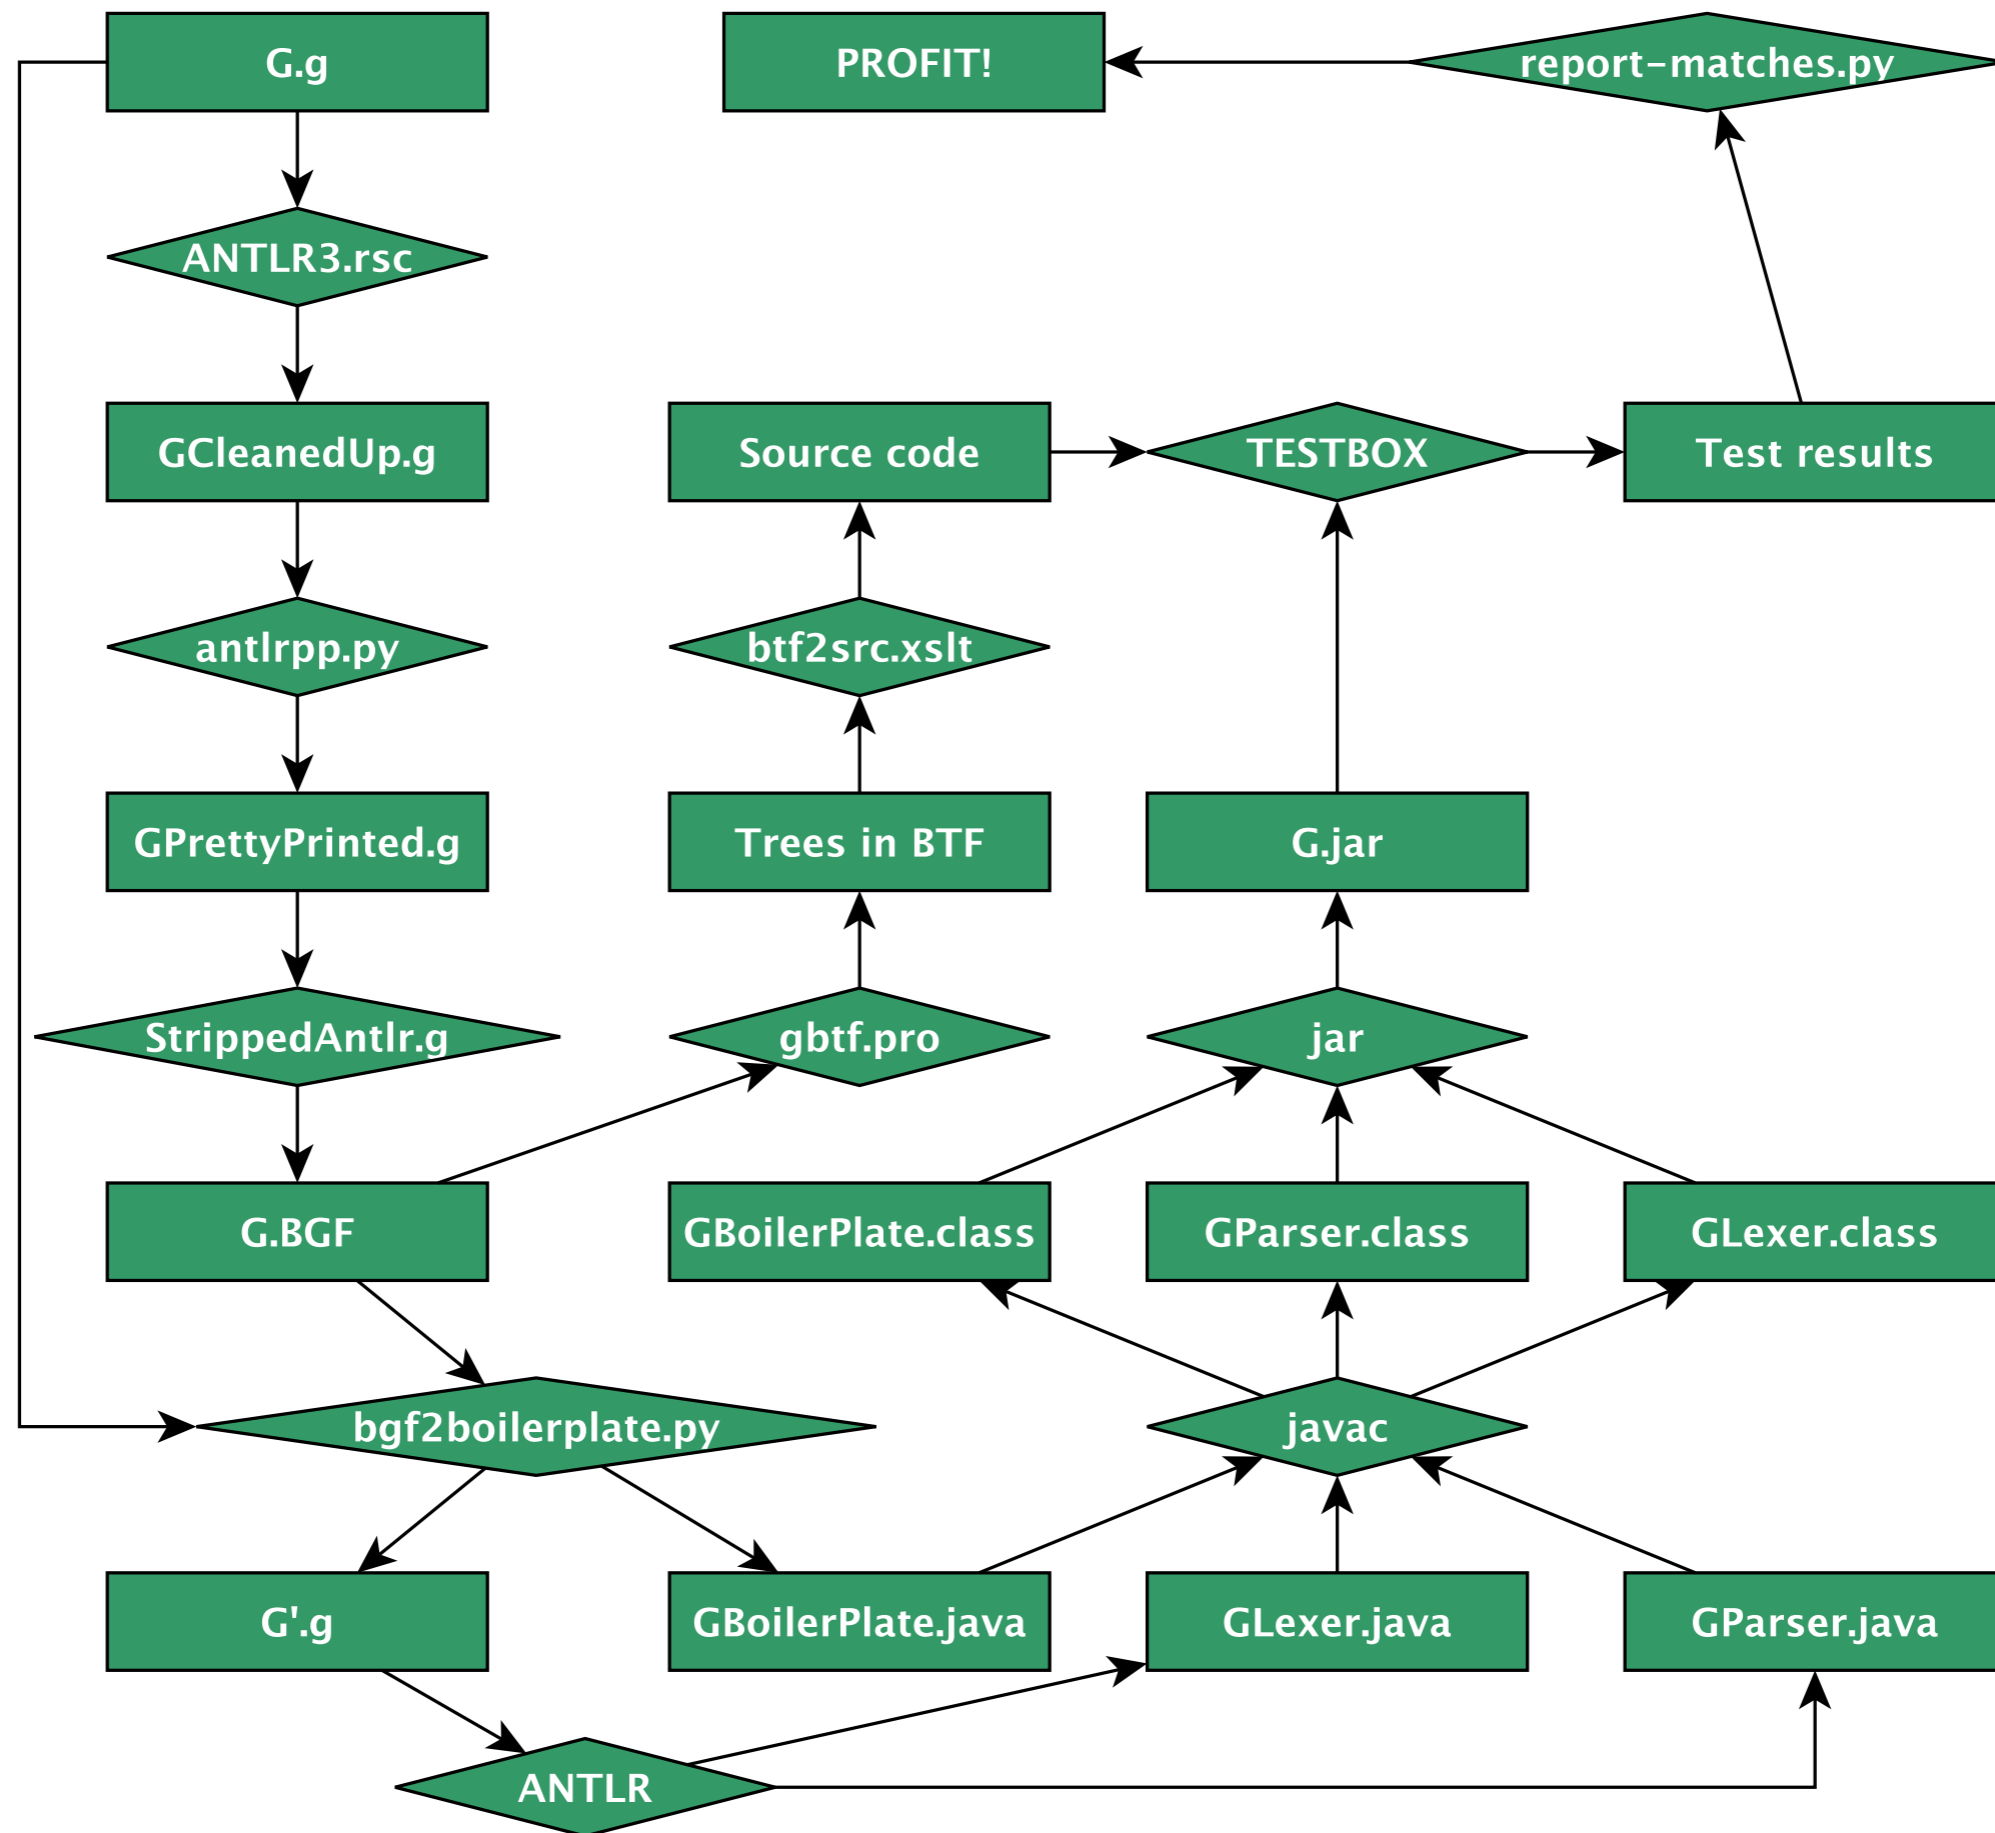 G.g
PROFIT!
report-matches.py
ANTLR3.rsc
GCleanedUp.g
Source code
TESTBOX
Test results
antlrpp.py
btf2src.xslt
GPrettyPrinted.g
Trees in BTF
G.jar
StrippedAntlr.g
gbtf.pro
jar
G.BGF
GBoilerPlate.class
GParser.class
GLexer.class
bgf2boilerplate.py
javac
G'.g
GBoilerPlate.java
GLexer.java
GParser.java
ANTLR